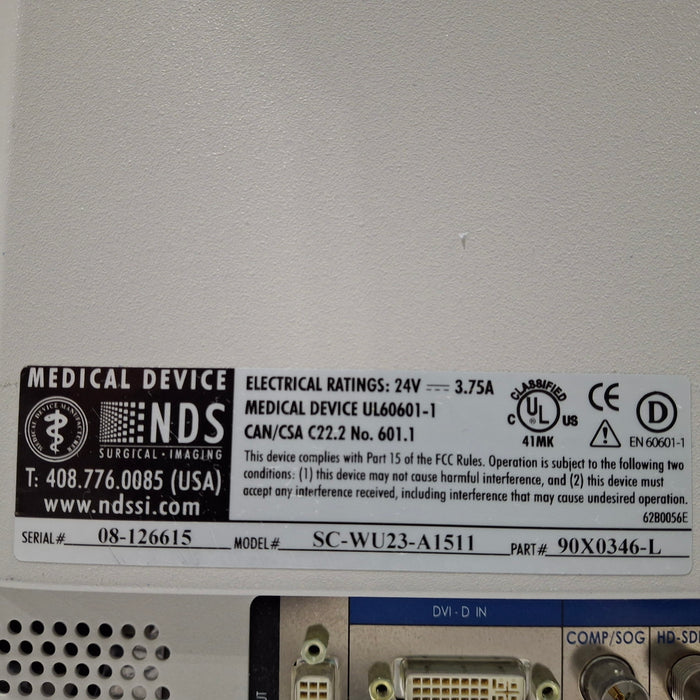 MEDICAL DEVICE
MEDICAL DEVICE MANUFACTURER
NDS
SURGICAL · IMAGING
T: 408.776.0085 (USA)
www.ndssi.com
ELECTRICAL RATINGS: 24V 3.75A
MEDICAL DEVICE UL60601-1
CAN/CSA C22.2 No. 601.1
This device complies with Part 15 of the FCC Rules. Operation is subject to the following two
conditions: (1) this device may not cause harmful interference, and (2) this device must
accept any interference received, including interference that may cause undesired operation.
CLASSIFIED
C UL US
®
41MK
CE
D
EN 60601-1
62B0056E
SERIAL# 08-126615 MODEL# SC-WU23-A1511 PART# 90X0346-L
DVI-D IN
COMP/SOG
HD-SDI